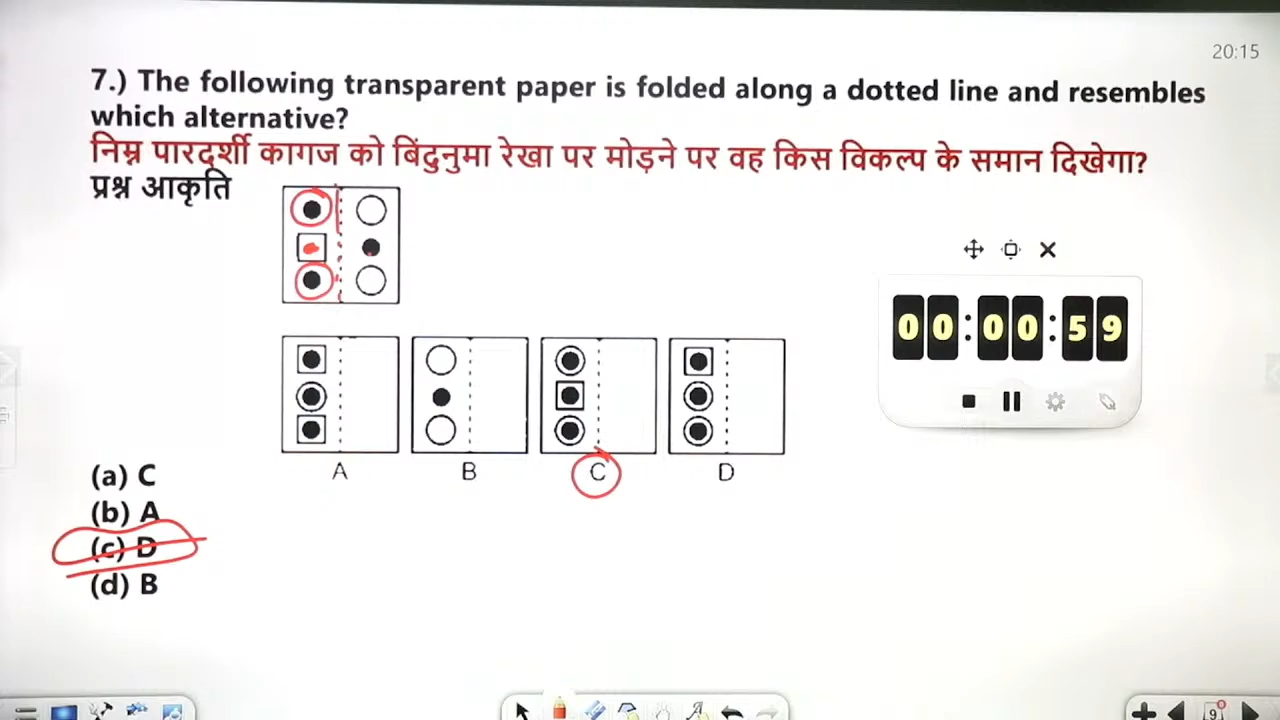 20:15
7.) The following transparent paper is folded along a dotted line and resembles
which alternative?
निम्न पारदर्शी कागज को बिंदुनुमा रेखा पर मोड़ने पर वह किस विकल्प के समान दिखेगा?
प्रश्न आकृति
00:00:59
A B C D
(a) C
(b) A
(c) D
(d) B
9